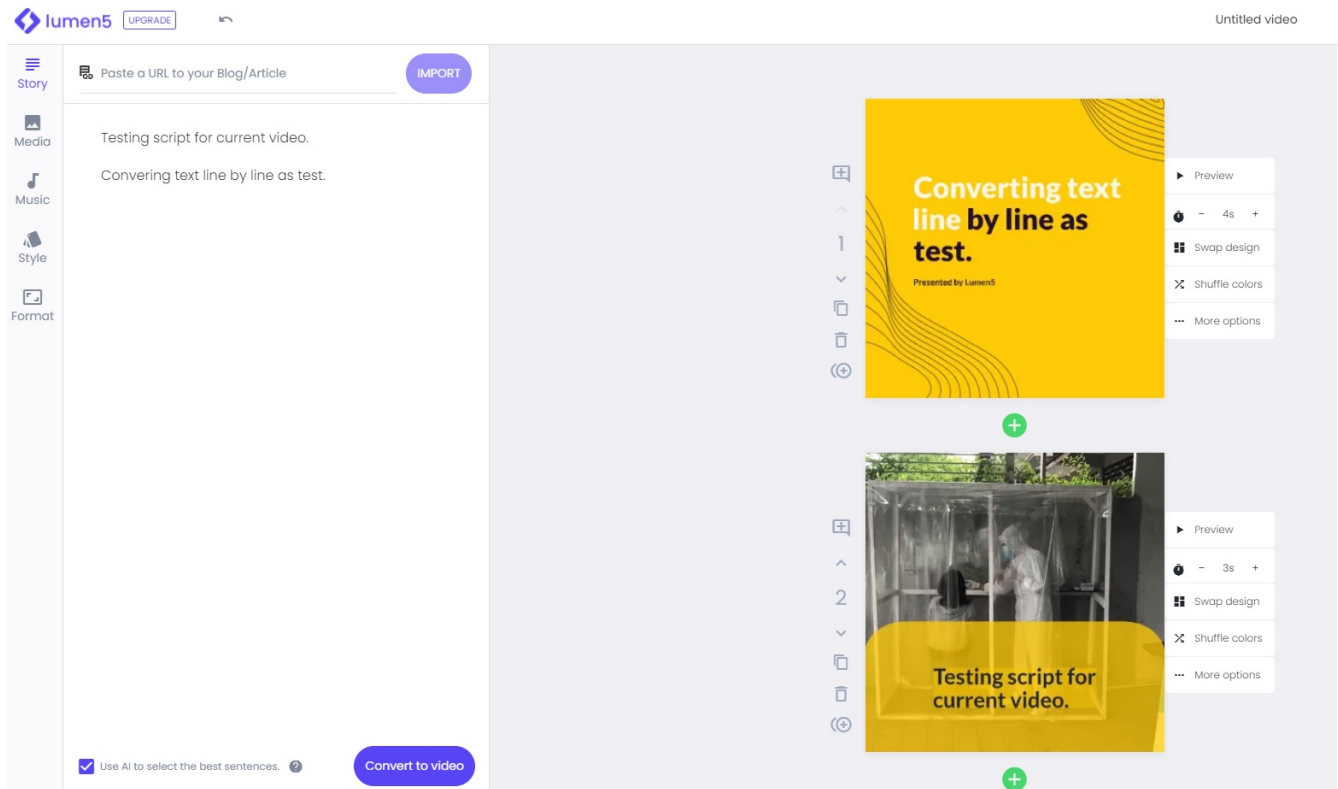 lumen5 UPGRADE
Untitled video
Story
Media
Music
Style
Format
Paste a URL to your Blog/Article IMPORT
Testing script for current video.
Convering text line by line as test.
Use AI to select the best sentences. ?
Convert to video
1
Converting text
line by line as
test.
Presented by Lumen5
Preview
- 4s +
Swap design
Shuffle colors
More options
2
Testing script for
current video.
Preview
- 3s +
Swap design
Shuffle colors
More options